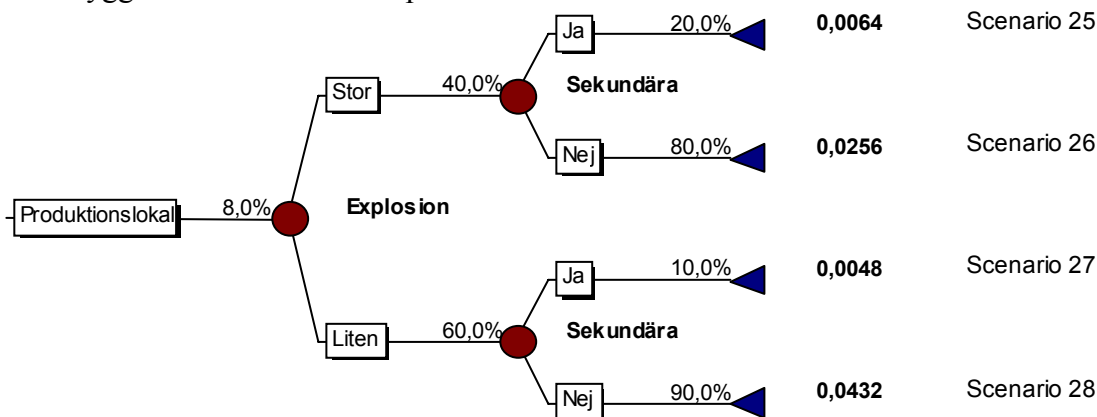 Ja 20,0% 0,0064 Scenario 25
Stor 40,0% Sekundära
Nej 80,0% 0,0256 Scenario 26
Produktionslokal 8,0% Explosion
Ja 10,0% 0,0048 Scenario 27
Liten 60,0% Sekundära
Nej 90,0% 0,0432 Scenario 28